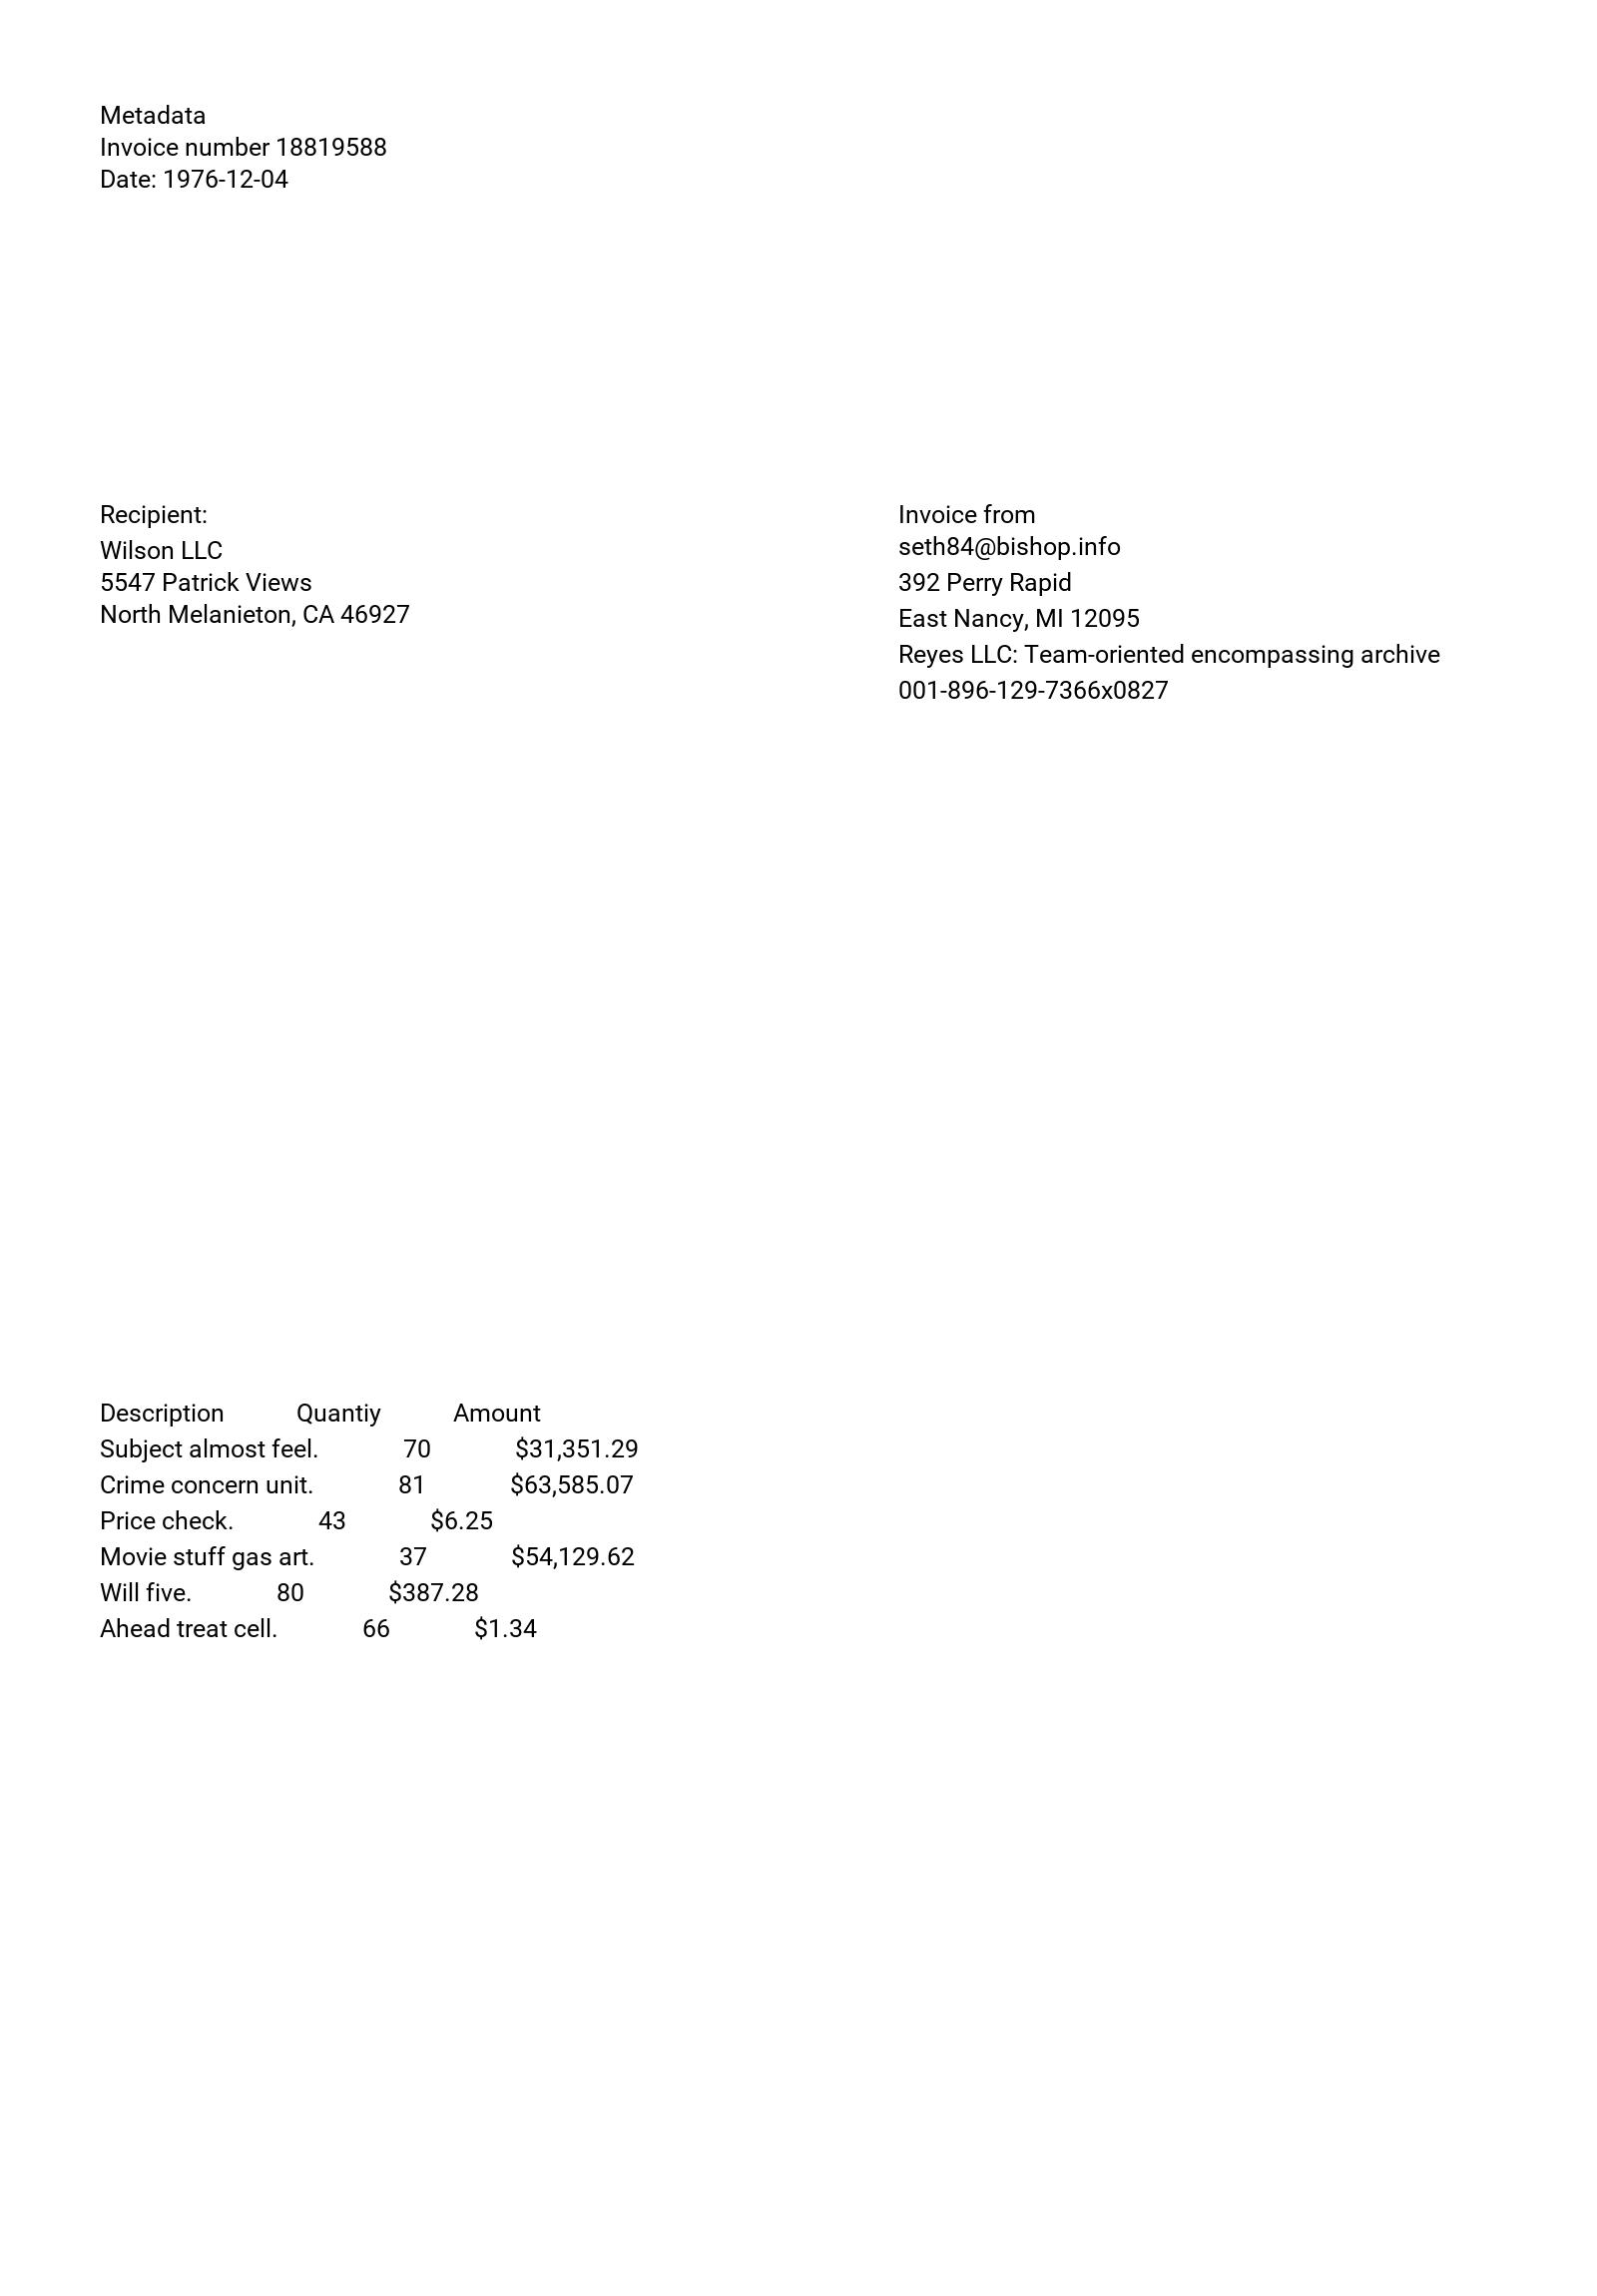 Metadata
Invoice number 18819588
Date: 1976-12-04
Recipient:
Wilson LLC
5547 Patrick Views
North Melanieton, CA 46927
Invoice from
seth84@bishop.info
392 Perry Rapid
East Nancy, MI 12095
Reyes LLC: Team-oriented encompassing archive
001-896-129-7366x0827
Description Quantiy Amount
Subject almost feel. 70 $31,351.29
Crime concern unit. 81 $63,585.07
Price check. 43 $6.25
Movie stuff gas art. 37 $54,129.62
Will five. 80 $387.28
Ahead treat cell. 66 $1.34